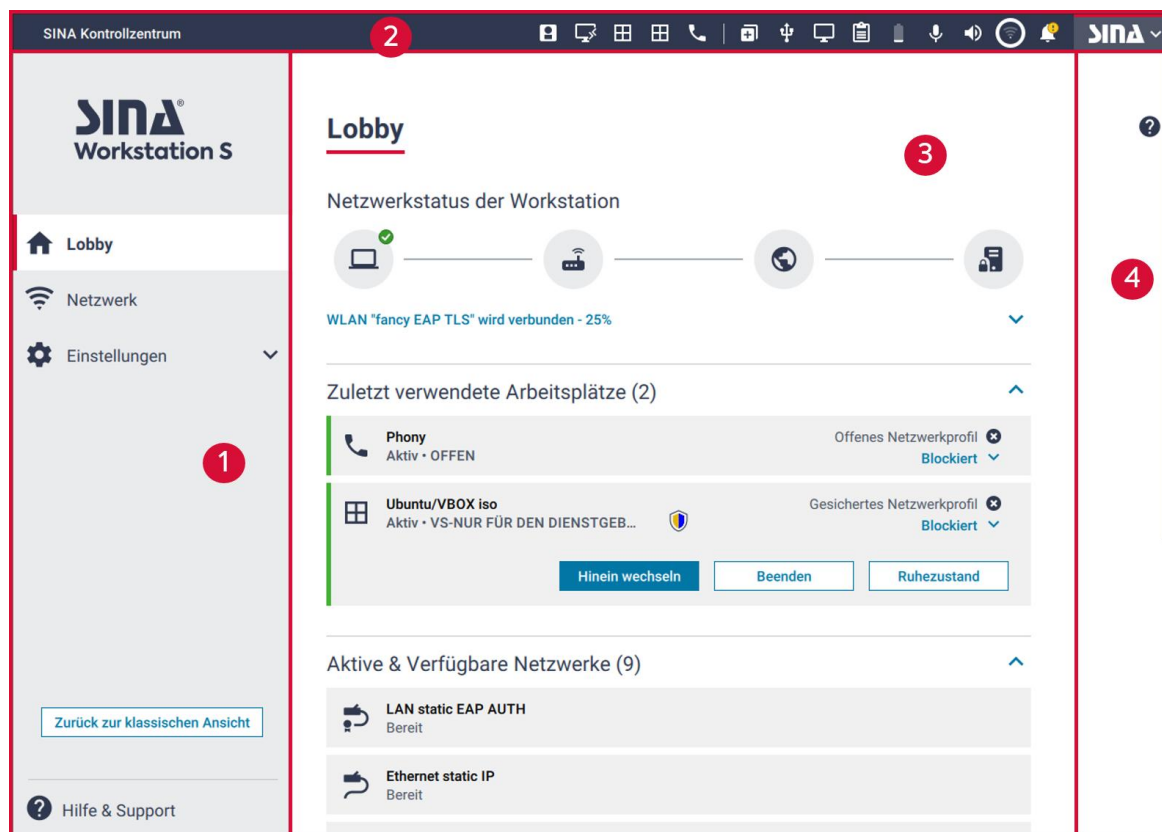 SINA Kontrollzentrum
2
SINA
SINA®
Workstation S
Lobby
Netzwerk
Einstellungen
1
Zurück zur klassischen Ansicht
Hilfe & Support
Lobby
3
Netzwerkstatus der Workstation
WLAN "fancy EAP TLS" wird verbunden - 25%
Zuletzt verwendete Arbeitsplätze (2)
Phony
Offenes Netzwerkprofil
Aktiv • OFFEN
Blockiert
Ubuntu/VBOX iso
Gesichertes Netzwerkprofil
Aktiv • VS-NUR FÜR DEN DIENSTGEB...
Blockiert
Hinein wechseln
Beenden
Ruhezustand
Aktive & Verfügbare Netzwerke (9)
LAN static EAP AUTH
Bereit
Ethernet static IP
Bereit
4